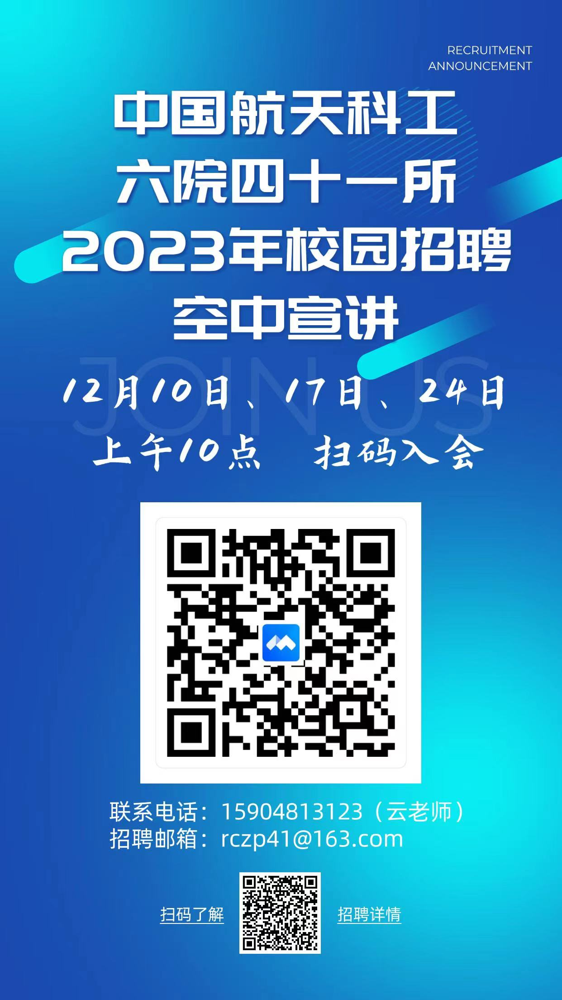 RECRUITMENT
ANNOUNCEMENT
中国航天科工
六院四十一所
2023年校园招聘
空中宣讲
JOIN US
12月10日、17日、24日
上午10点 扫码入会
联系电话：15904813123（云老师）
招聘邮箱：rczp41@163.com
扫码了解 招聘详情